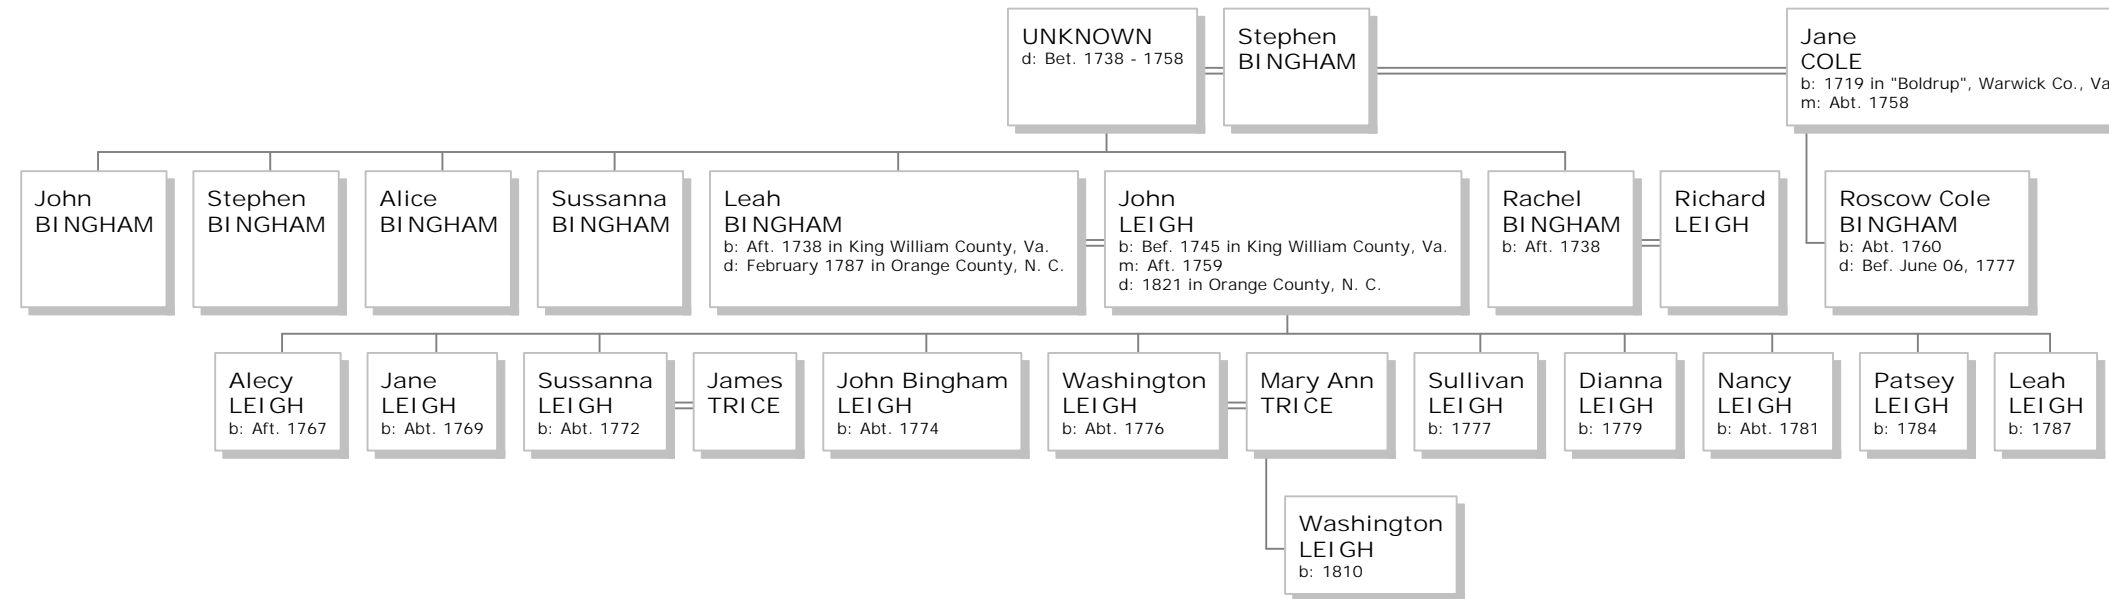 UNKNOWN
d: Bet. 1738 - 1758
Stephen
BINGHAM
Jane
COLE
b: 1719 in "Boldrup", Warwick Co., Va
m: Abt. 1758
John
BINGHAM
Stephen
BINGHAM
Alice
BINGHAM
Sussanna
BINGHAM
Leah
BINGHAM
b: Aft. 1738 in King William County, Va.
d: February 1787 in Orange County, N. C.
John
LEIGH
b: Bef. 1745 in King William County, Va.
m: Aft. 1759
d: 1821 in Orange County, N. C.
Rachel
BINGHAM
b: Aft. 1738
Richard
LEIGH
Roscow Cole
BINGHAM
b: Abt. 1760
d: Bef. June 06, 1777
Alecy
LEIGH
b: Aft. 1767
Jane
LEIGH
b: Abt. 1769
Sussanna
LEIGH
b: Abt. 1772
James
TRICE
John Bingham
LEIGH
b: Abt. 1774
Washington
LEIGH
b: Abt. 1776
Mary Ann
TRICE
Sullivan
LEIGH
b: 1777
Dianna
LEIGH
b: 1779
Nancy
LEIGH
b: Abt. 1781
Patsey
LEIGH
b: 1784
Leah
LEIGH
b: 1787
Washington
LEIGH
b: 1810